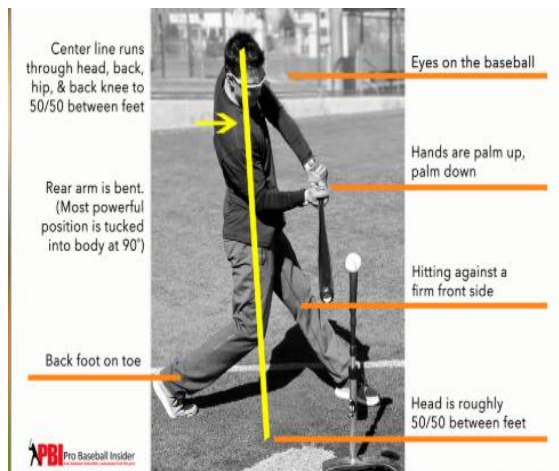 Center line runs
through head, back,
hip, & back knee to
50/50 between feet
Rear arm is bent.
(Most powerful
position is tucked
into body at 90°)
Back foot on toe
Eyes on the baseball
Hands are palm up,
palm down
Hitting against a
firm front side
Head is roughly
50/50 between feet
PBI Pro Baseball Insider